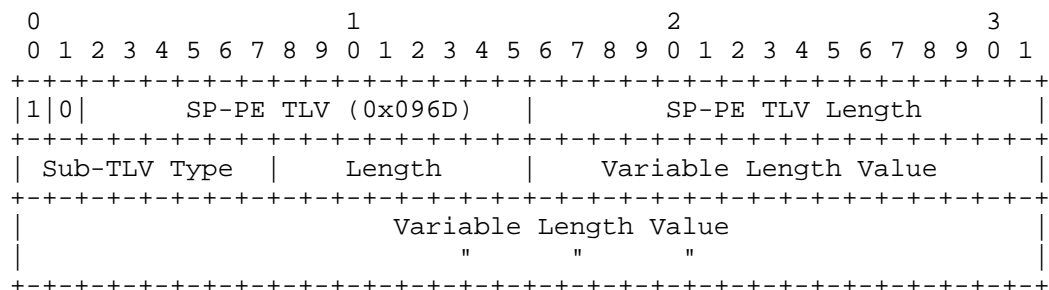 0                   1                   2                   3
 0 1 2 3 4 5 6 7 8 9 0 1 2 3 4 5 6 7 8 9 0 1 2 3 4 5 6 7 8 9 0 1
+-+-+-+-+-+-+-+-+-+-+-+-+-+-+-+-+-+-+-+-+-+-+-+-+-+-+-+-+-+-+-+-+
|1|0|     SP-PE TLV (0x096D)    |        SP-PE TLV Length       |
+-+-+-+-+-+-+-+-+-+-+-+-+-+-+-+-+-+-+-+-+-+-+-+-+-+-+-+-+-+-+-+-+
| Sub-TLV Type  |    Length     |    Variable Length Value      |
+-+-+-+-+-+-+-+-+-+-+-+-+-+-+-+-+-+-+-+-+-+-+-+-+-+-+-+-+-+-+-+-+
|                       Variable Length Value                   |
|                           "      "      "                     |
+-+-+-+-+-+-+-+-+-+-+-+-+-+-+-+-+-+-+-+-+-+-+-+-+-+-+-+-+-+-+-+-+